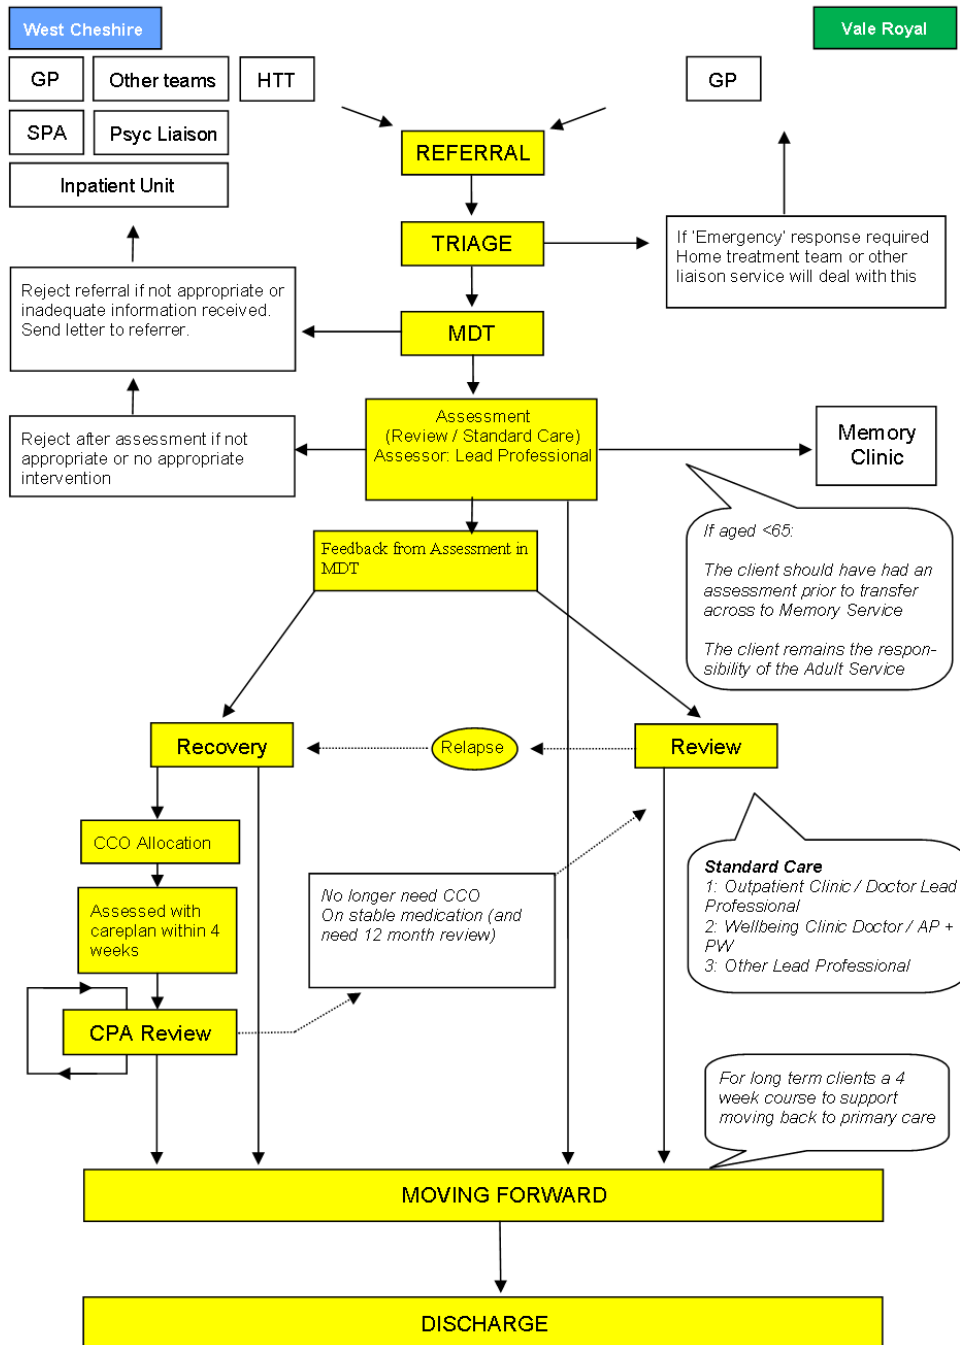 West Cheshire
Vale Royal
GP
Other teams
HTT
GP
SPA
Psyc Liaison
Inpatient Unit
REFERRAL
TRIAGE
If 'Emergency' response required
Home treatment team or other
liaison service will deal with this
Reject referral if not appropriate or
inadequate information received.
Send letter to referrer.
MDT
Assessment
(Review / Standard Care)
Assessor: Lead Professional
Reject after assessment if not
appropriate or no appropriate
intervention
Memory
Clinic
If aged <65:
The client should have had an
assessment prior to transfer
across to Memory Service
The client remains the respon-
sibility of the Adult Service
Feedback from Assessment in
MDT
Recovery
Relapse
Review
CCO Allocation
Assessed with
careplan within 4
weeks
CPA Review
No longer need CCO
On stable medication (and
need 12 month review)
Standard Care
1: Outpatient Clinic / Doctor Lead
Professional
2: Wellbeing Clinic Doctor / AP +
PW
3: Other Lead Professional
For long term clients a 4
week course to support
moving back to primary care
MOVING FORWARD
DISCHARGE